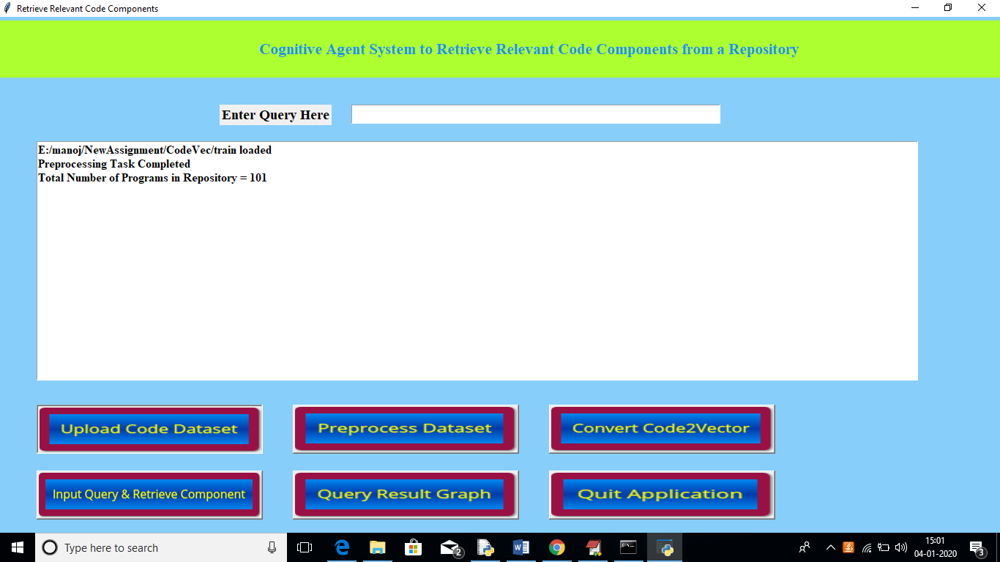 Retrieve Relevant Code Components
Cognitive Agent System to Retrieve Relevant Code Components from a Repository
Enter Query Here
E:/manoj/NewAssignment/CodeVec/train loaded
Preprocessing Task Completed
Total Number of Programs in Repository = 101
Upload Code Dataset
Preprocess Dataset
Convert Code2Vector
Input Query & Retrieve Component
Query Result Graph
Quit Application
Type here to search
2
15:01
04-01-2020
3